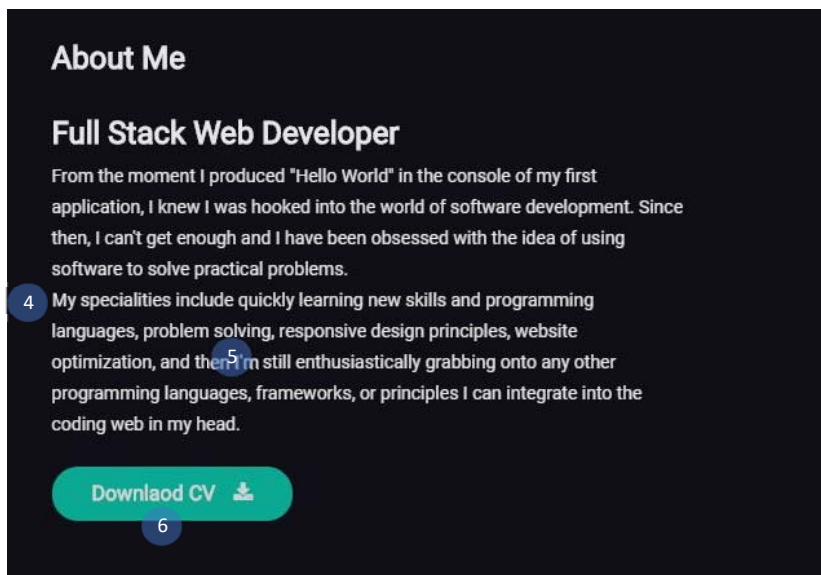 About Me
Full Stack Web Developer
From the moment I produced "Hello World" in the console of my first
application, I knew I was hooked into the world of software development. Since
then, I can't get enough and I have been obsessed with the idea of using
software to solve practical problems.
4 My specialities include quickly learning new skills and programming
languages, problem solving, responsive design principles, website
optimization, and then I'm still enthusiastically grabbing onto any other
5
programming languages, frameworks, or principles I can integrate into the
coding web in my head.
Downlaod CV
6